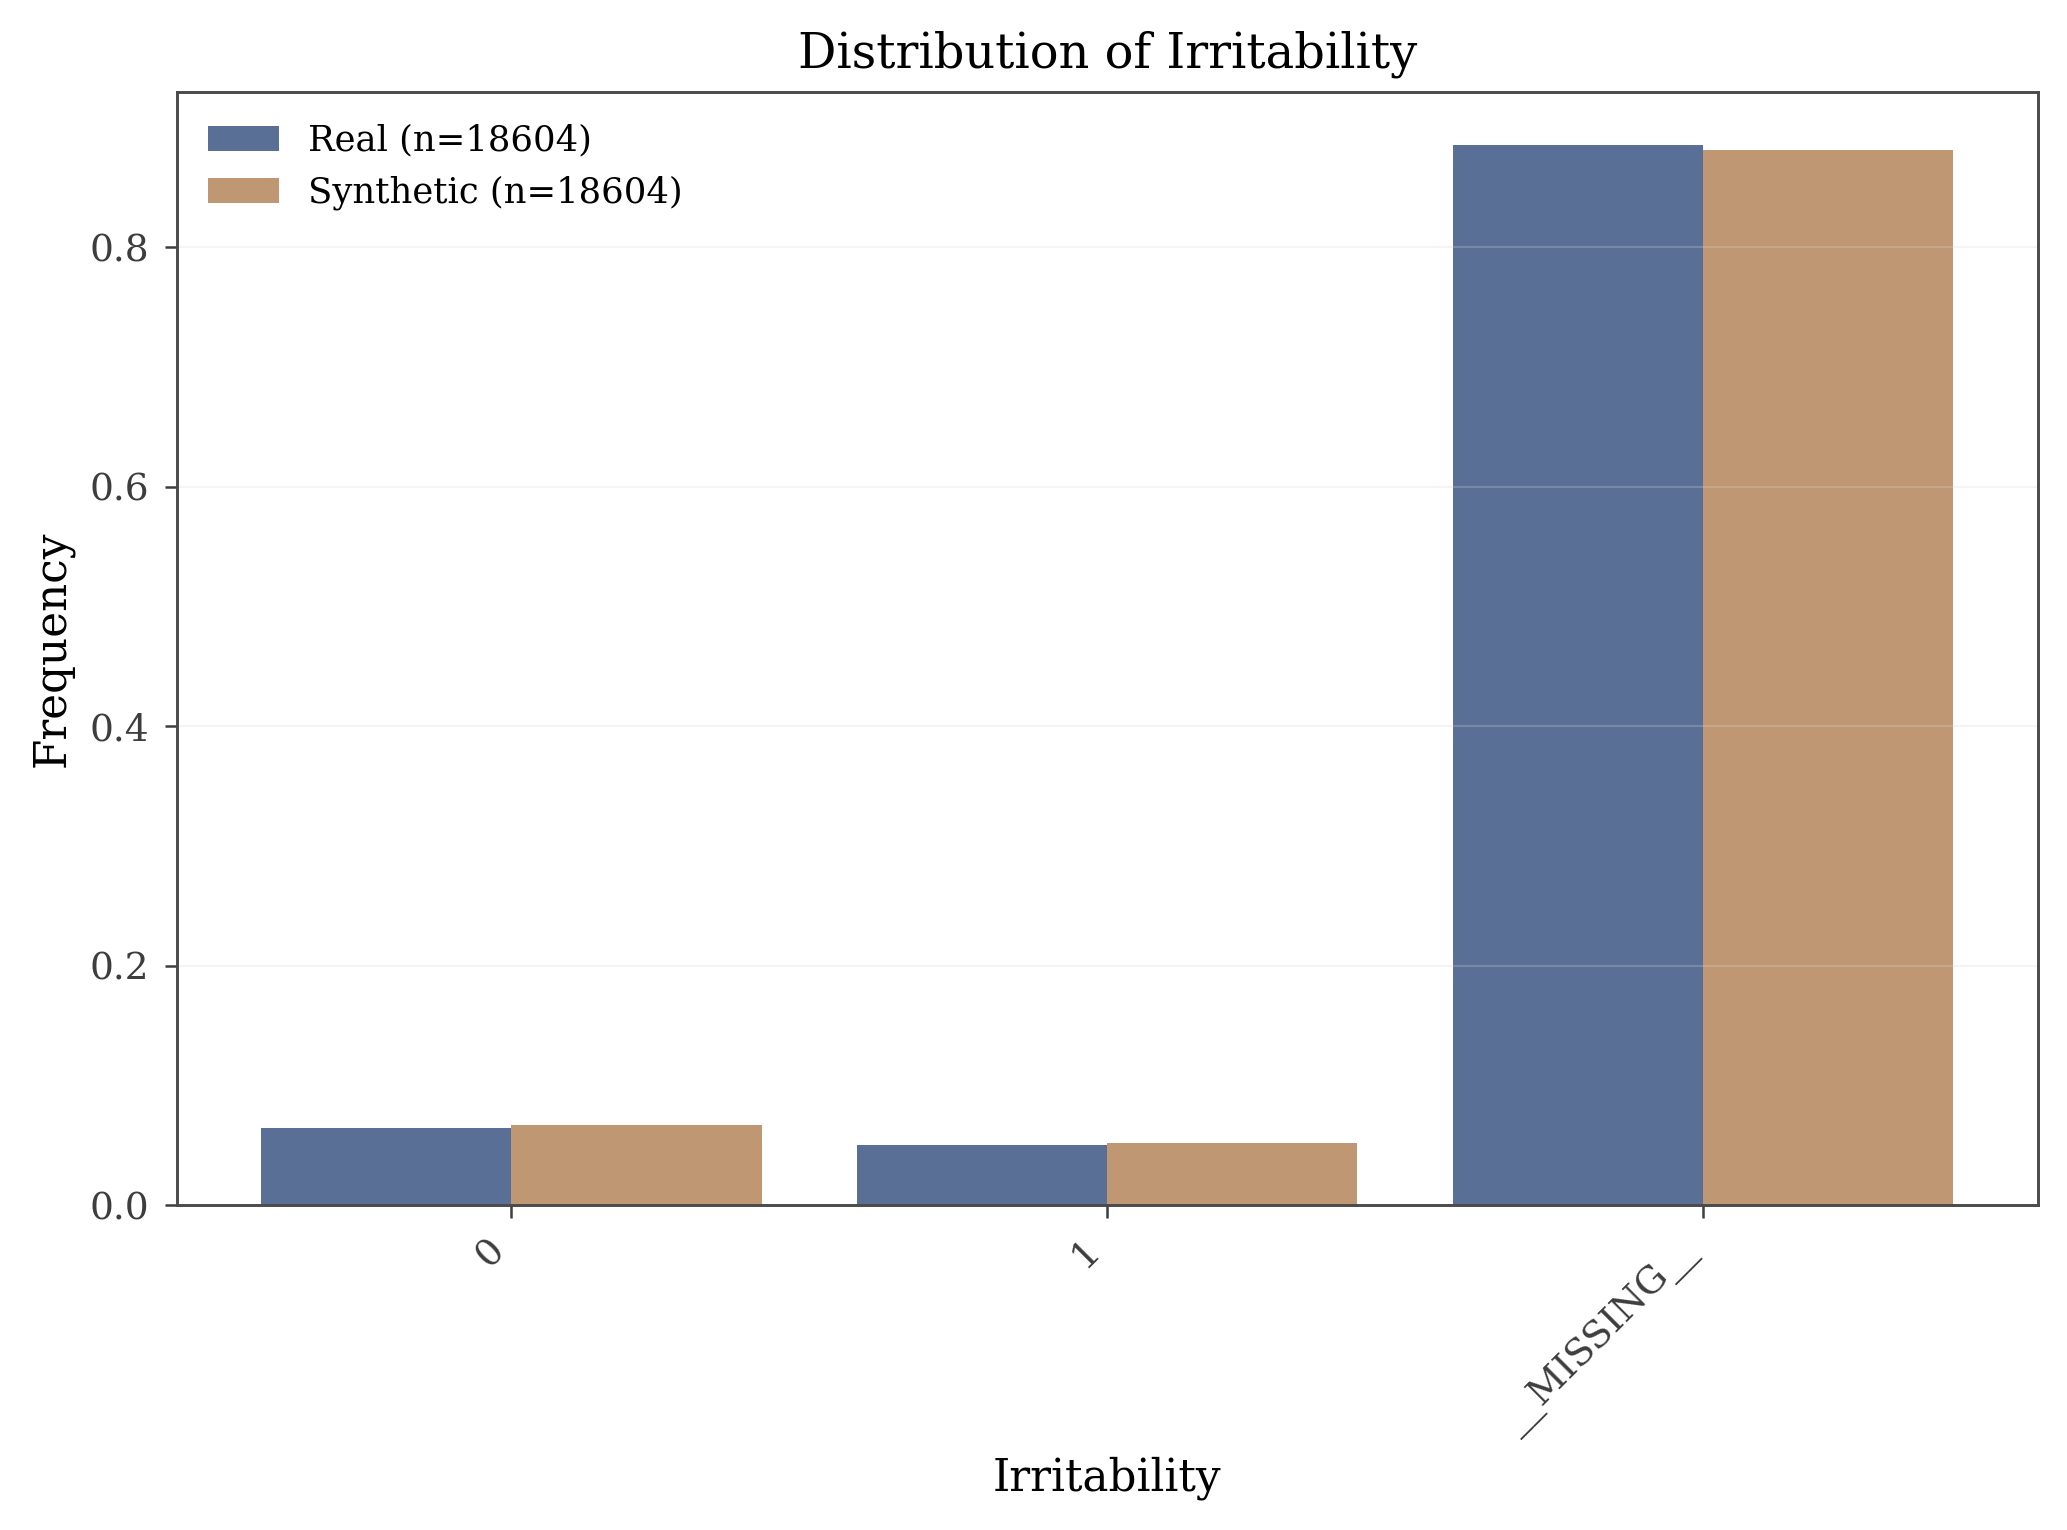 Distribution of Irritability
Real (n=18604)
Synthetic (n=18604)
Frequency
0.8
0.6
0.4
0.2
0.0
0
1
__MISSING__
Irritability